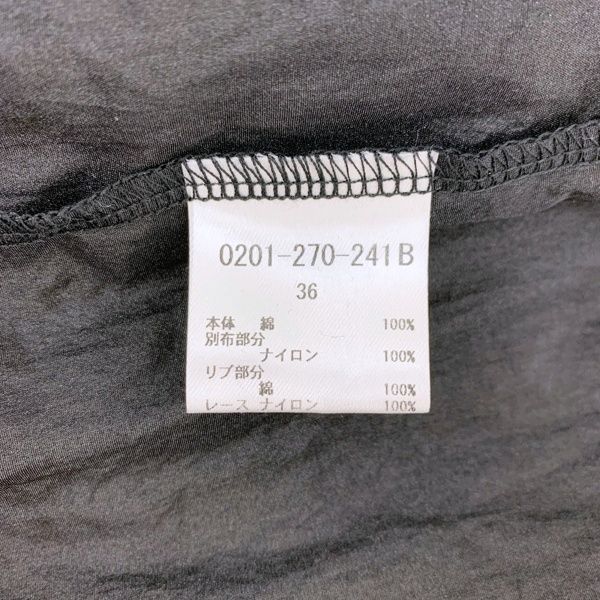 0201-270-241B
36
本体 綿 100%
別布部分
ナイロン 100%
リブ部分
綿 100%
レース ナイロン 100%